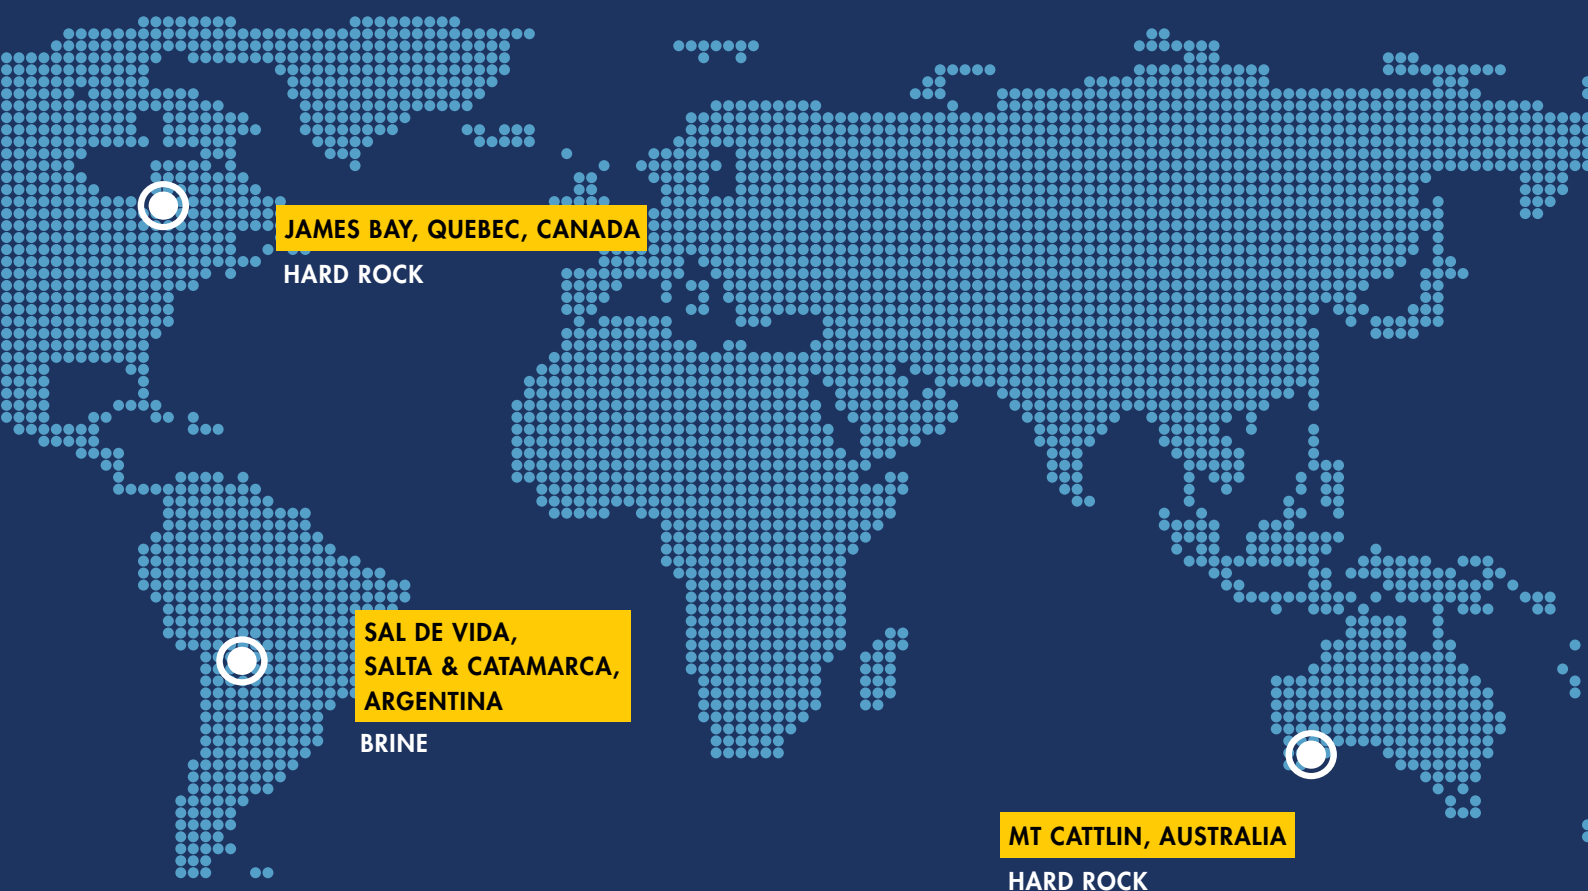 JAMES BAY, QUEBEC, CANADA
HARD ROCK
SAL DE VIDA,
SALTA & CATAMARCA,
ARGENTINA
BRINE
MT CATTLIN, AUSTRALIA
HARD ROCK